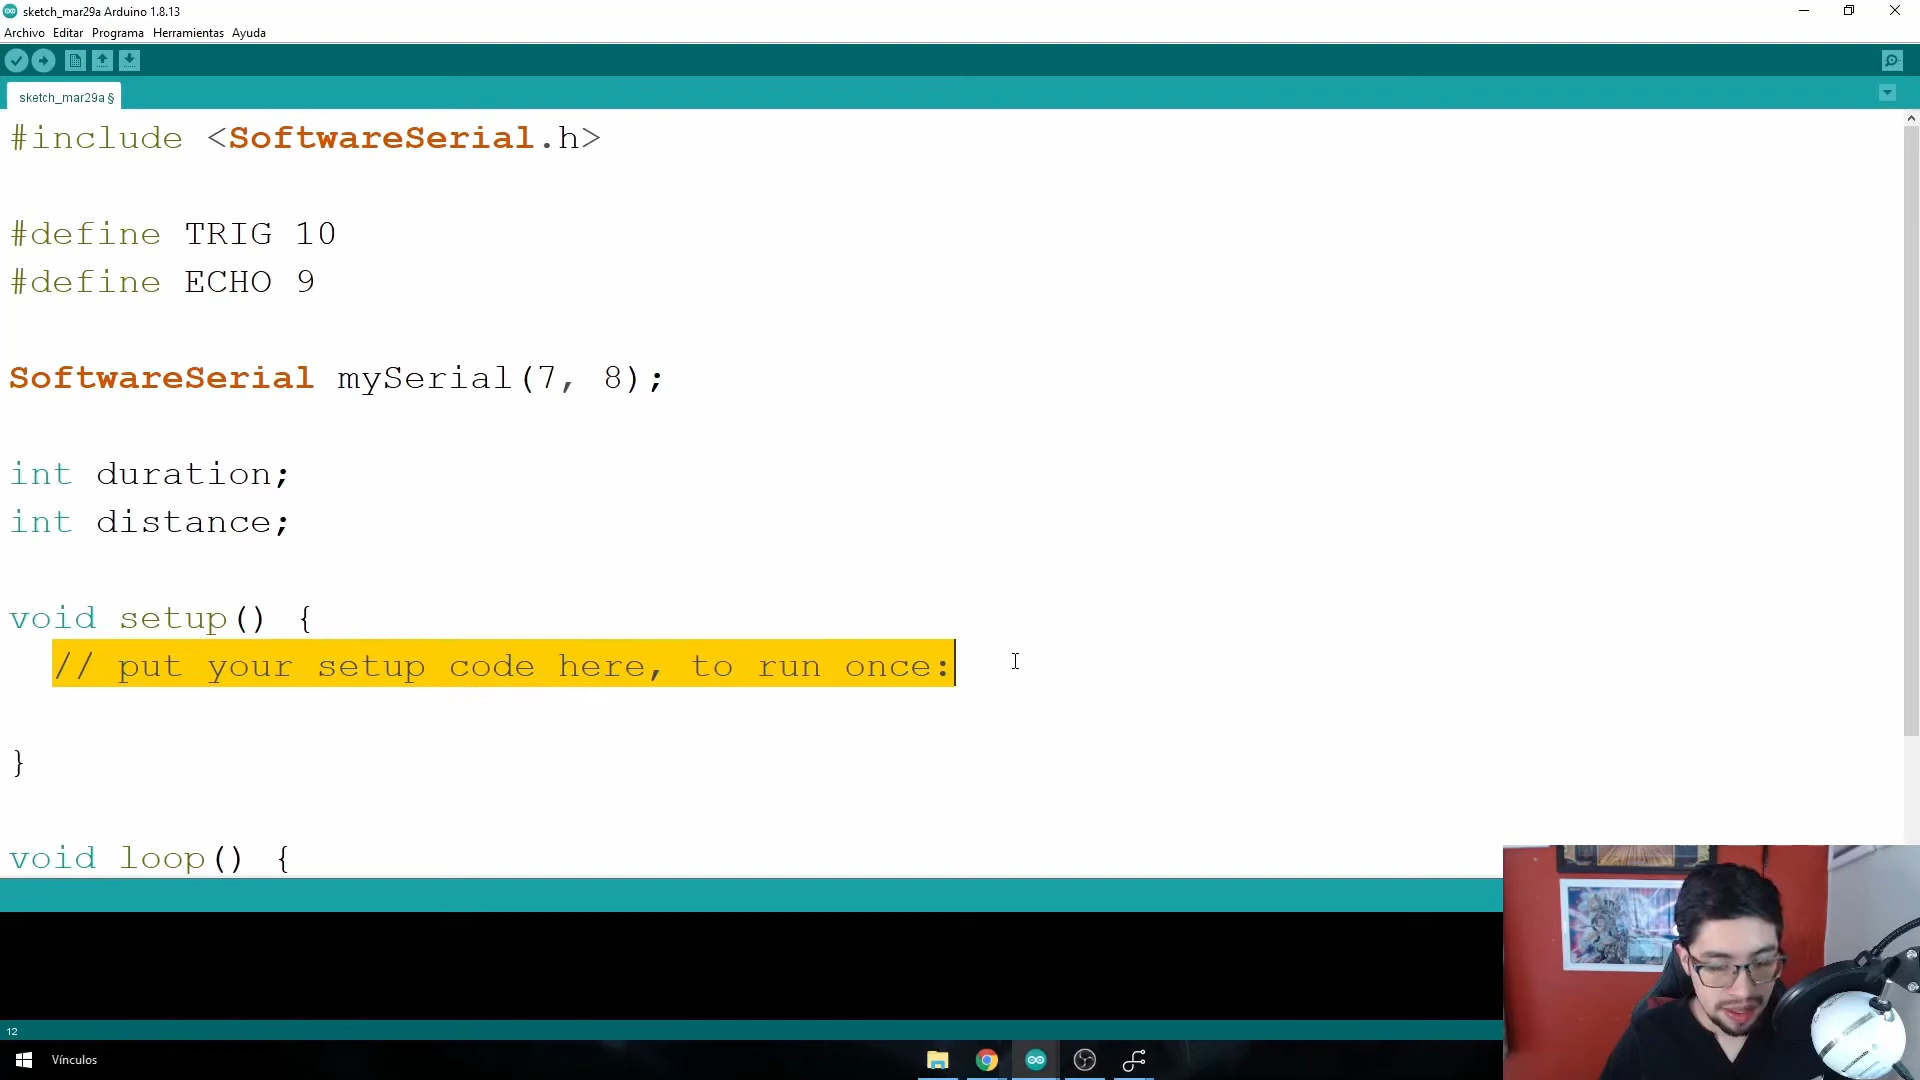 sketch_mar29a Arduino 1.8.13
Archivo Editar Programa Herramientas Ayuda
sketch_mar29a §
#include <SoftwareSerial.h>
#define TRIG 10
#define ECHO 9
SoftwareSerial mySerial(7, 8);
int duration;
int distance;
void setup() {
// put your setup code here, to run once:
}
void loop() {
12
Vínculos